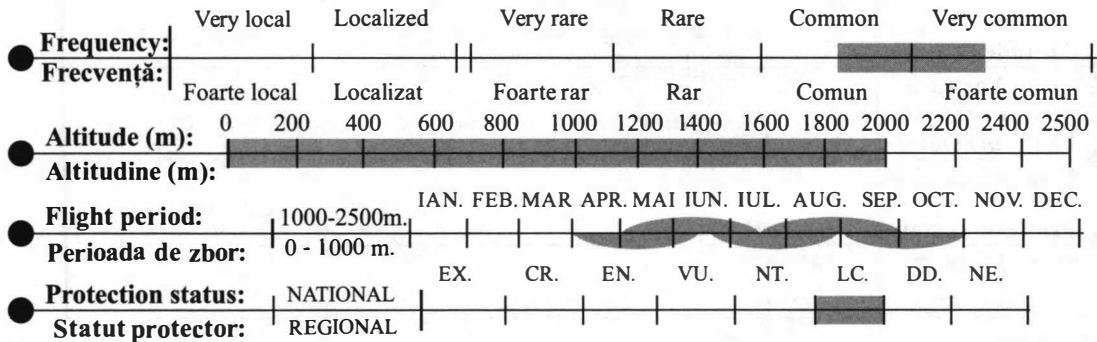 Very local Localized Very rare Rare Common Very common
Frequency:
Frecvență:
Foarte local Localizat Foarte rar Rar Comun Foarte comun
Altitude (m): 0 200 400 600 800 1000 1200 1400 1600 1800 2000 2200 2400 2500
Altitudine (m):
IAN. FEB. MAR APR. MAI IUN. IUL. AUG. SEP. OCT. NOV. DEC.
Flight period: 1000-2500m.
Perioada de zbor: 0 - 1000 m.
EX. CR. EN. VU. NT. LC. DD. NE.
Protection status: NATIONAL
Statut protector: REGIONAL